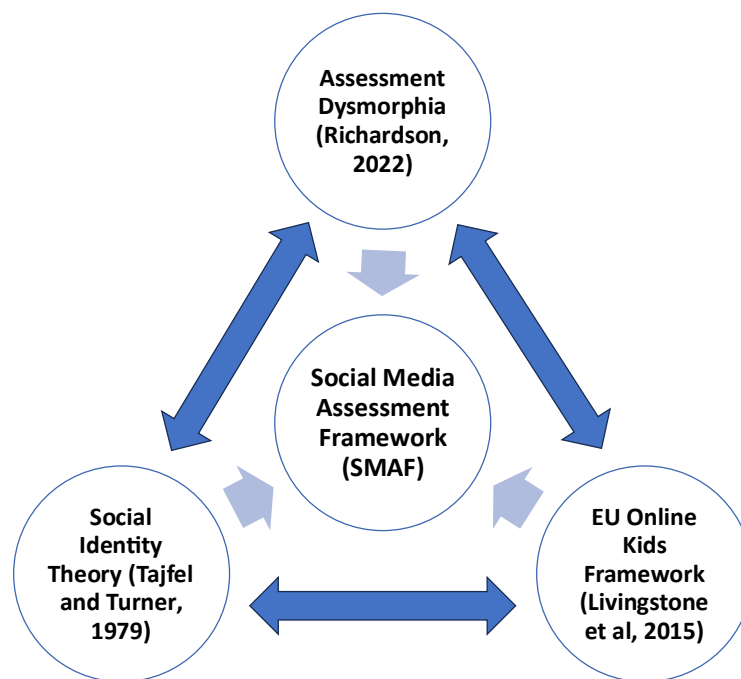 Assessment
Dysmorphia
(Richardson,
2022)
Social Media
Assessment
Framework
(SMAF)
Social
Identity
Theory (Tajfel
and Turner,
1979)
EU Online
Kids
Framework
(Livingstone
et al, 2015)